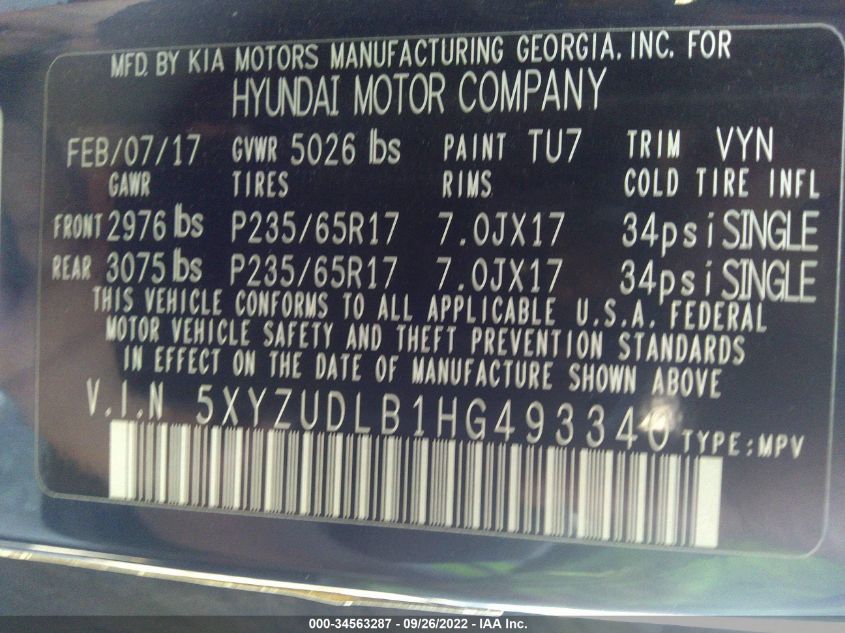 MFD. BY KIA MOTORS MANUFACTURING GEORGIA, INC. FOR
HYUNDAI MOTOR COMPANY
FEB/07/17 GVWR 5026 lbs PAINT TU7 TRIM VYN
GAWR TIRES RIMS COLD TIRE INFL
FRONT 2976 lbs P235/65R17 7.0JX17 34psi SINGLE
REAR 3075 lbs P235/65R17 7.0JX17 34psi SINGLE
THIS VEHICLE CONFORMS TO ALL APPLICABLE U.S.A. FEDERAL
MOTOR VEHICLE SAFETY AND THEFT PREVENTION STANDARDS
IN EFFECT ON THE DATE OF MANUFACTURE SHOWN ABOVE.
V.I.N 5XYZUDLB1HG493340 TYPE:MPV
000-34563287 - 09/26/2022 - IAA Inc.